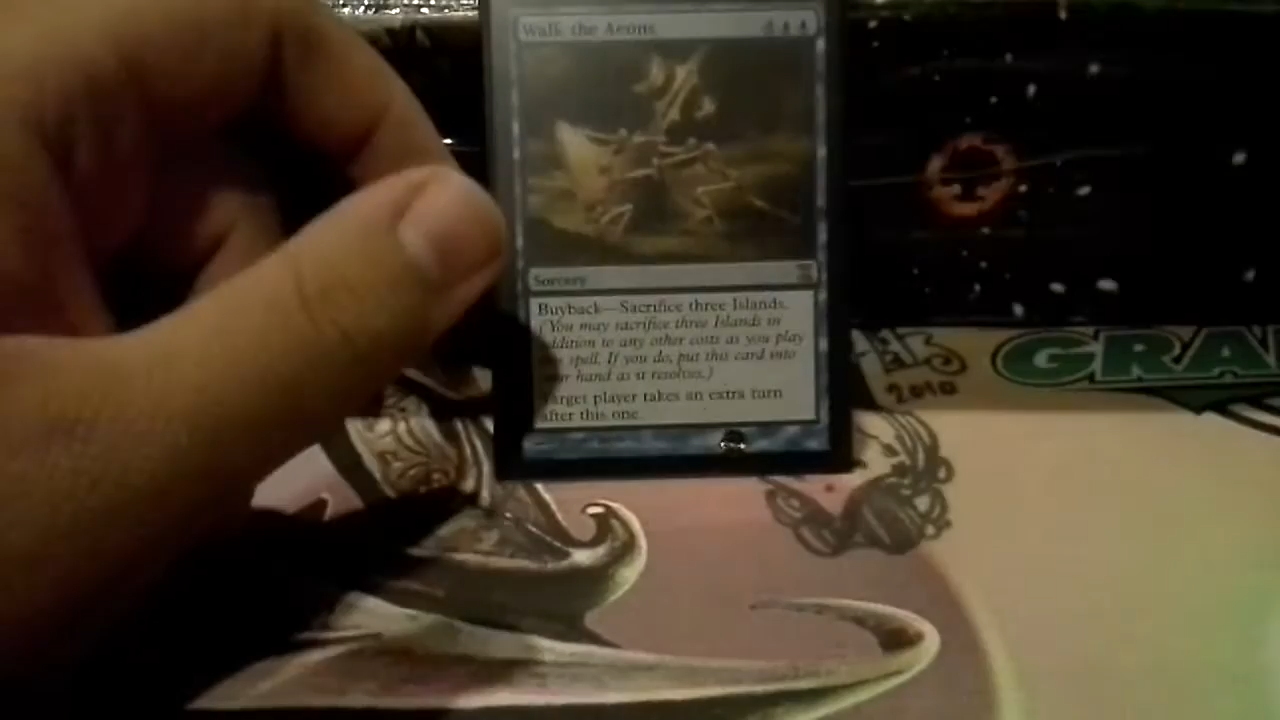 Walk the Aeons
4
Sorcery
Buyback—Sacrifice three Islands.
(You may sacrifice three Islands in
addition to any other costs as you play
spell. If you do, put this card into
your hand as it resolves.)
Target player takes an extra turn
after this one.
2010
GRA